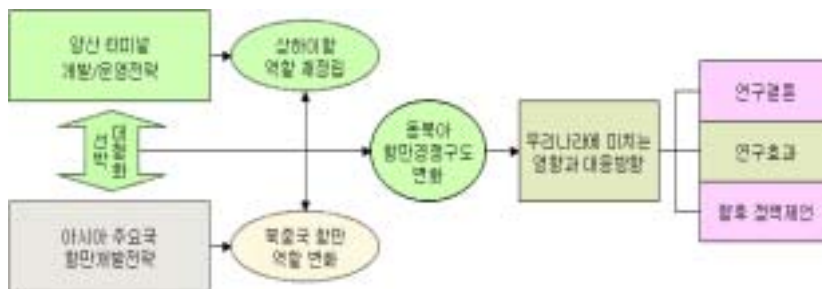 양산 터미널
개발/운영전략
상하이항
역할 재정립
선박
대형화
동북아
항만경쟁구도
변화
우리나라에 미치는
영향과 대응방향
연구결론
연구효과
향후 정책제언
아시아 주요국
항만개발전략
북중국 항만
역할 변화